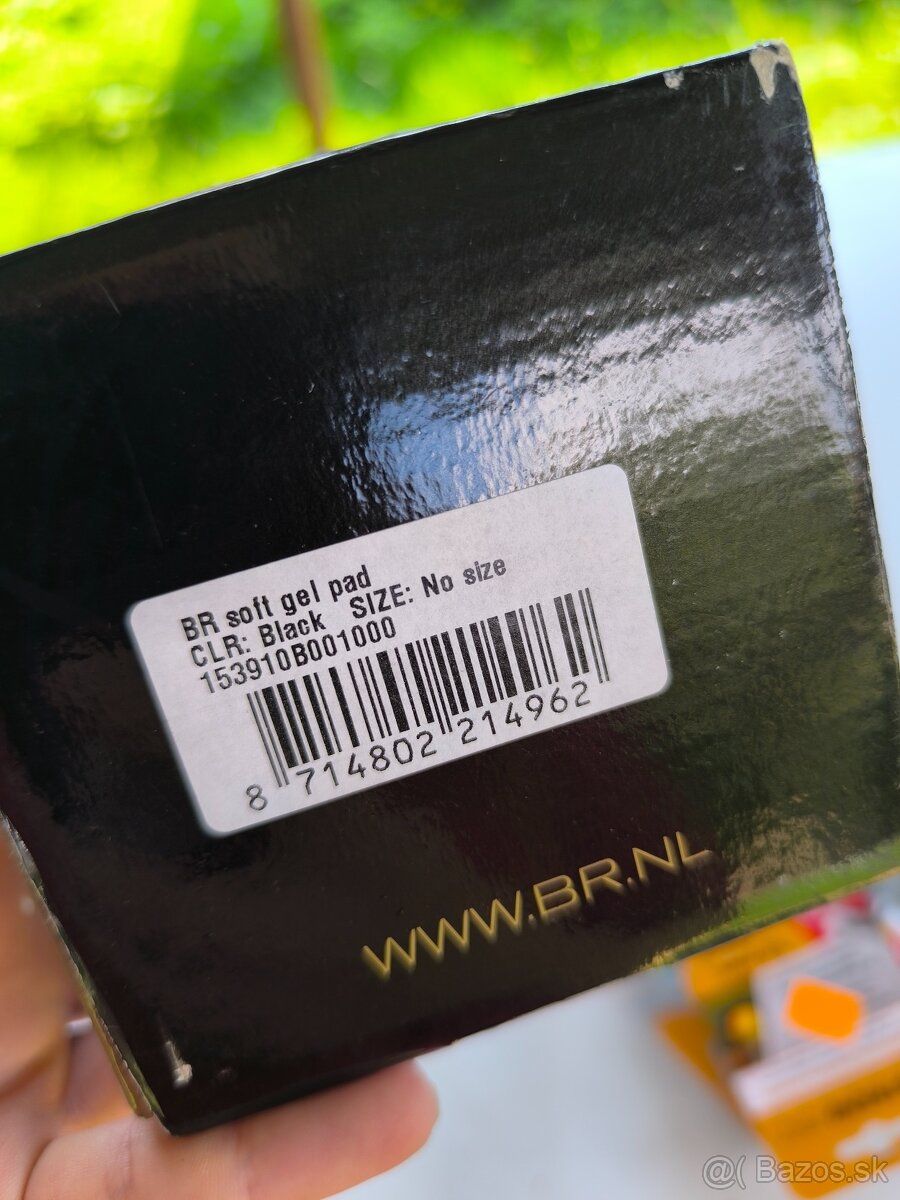 BR soft gel pad
CLR: Black SIZE: No size
153910B001000
8 714802 214962
WWW.BR.NL
@( Bazos.sk